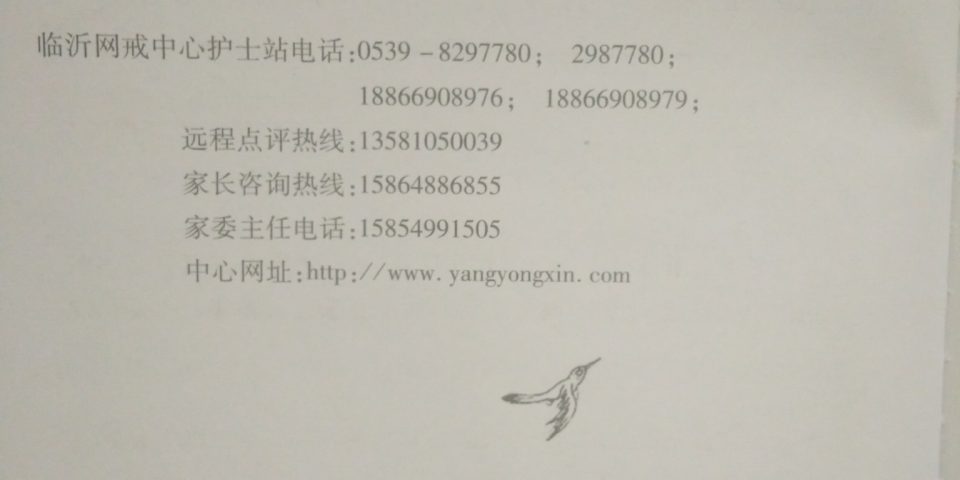 临沂网戒中心护士站电话:0539-8297780; 2987780;
18866908976; 18866908979;
远程点评热线:13581050039
家长咨询热线:15864886855
家委主任电话:15854991505
中心网址:http://www.yangyongxin.com